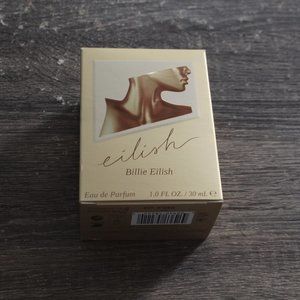 eilish
Billie Eilish
Eau de Parfum 1.0 FL OZ. / 30 mL ℮